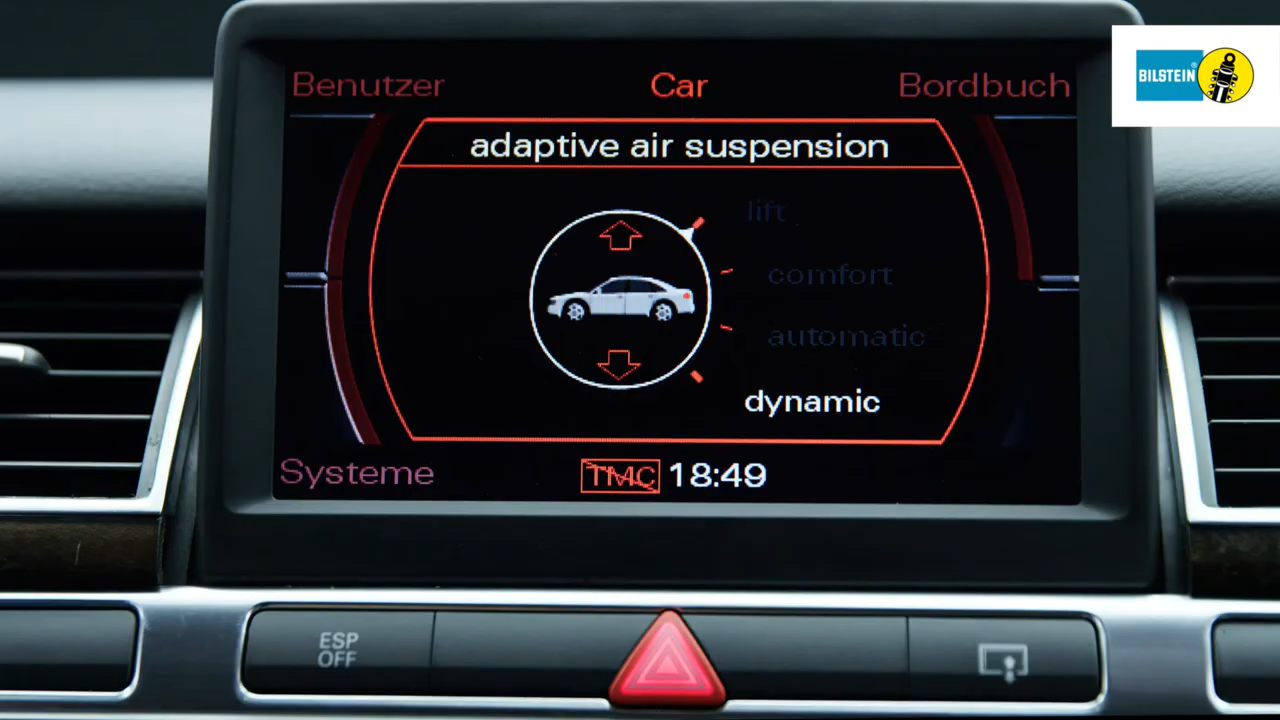 Benutzer Car Bordbuch
BILSTEIN®
adaptive air suspension
lift
comfort
automatic
dynamic
Systeme TMC 18:49
ESP
OFF